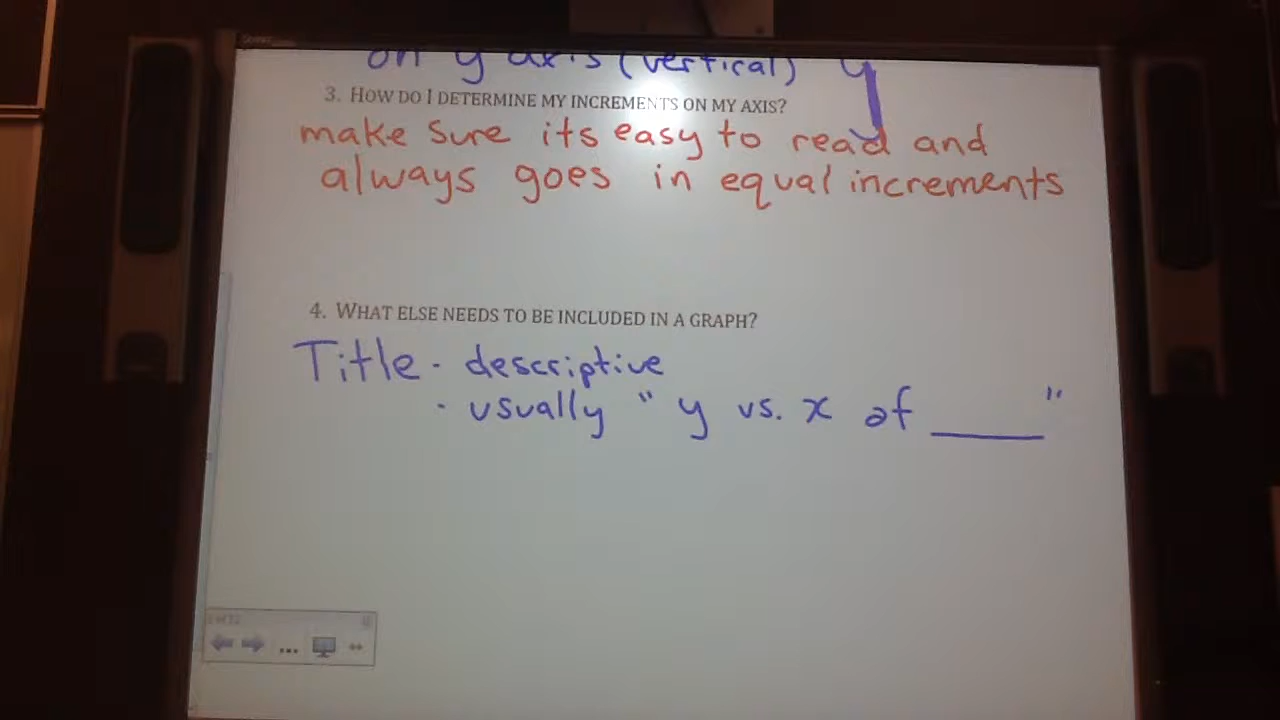 on y axis (vertical) y
3. HOW DO I DETERMINE MY INCREMENTS ON MY AXIS?
make sure its easy to read and
always goes in equal increments
4. WHAT ELSE NEEDS TO BE INCLUDED IN A GRAPH?
Title · descriptive
· usually " y vs. x of ____ "